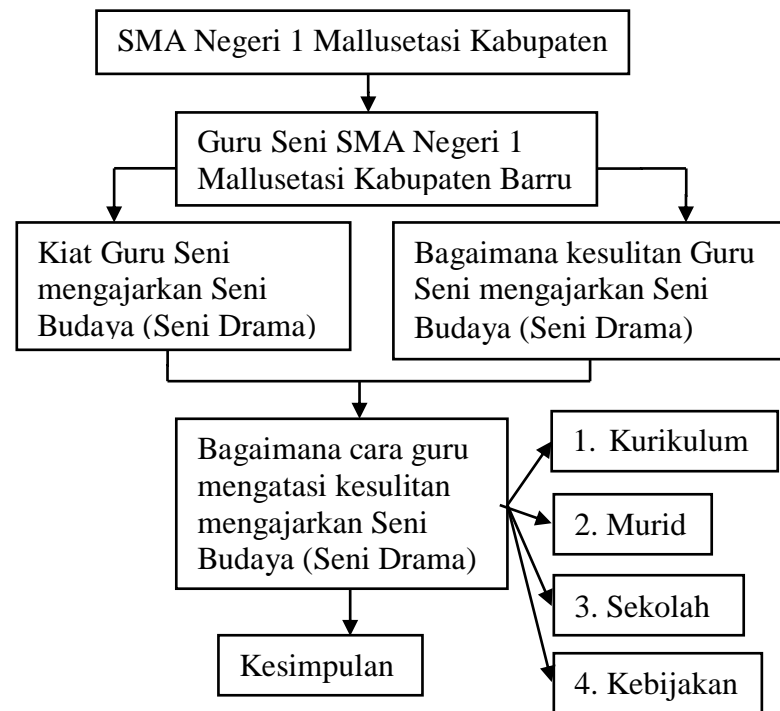 SMA Negeri 1 Mallusetasi Kabupaten
Guru Seni SMA Negeri 1
Mallusetasi Kabupaten Barru
Kiat Guru Seni
mengajarkan Seni
Budaya (Seni Drama)
Bagaimana kesulitan Guru
Seni mengajarkan Seni
Budaya (Seni Drama)
Bagaimana cara guru
mengatasi kesulitan
mengajarkan Seni
Budaya (Seni Drama)
1. Kurikulum
2. Murid
3. Sekolah
4. Kebijakan
Kesimpulan